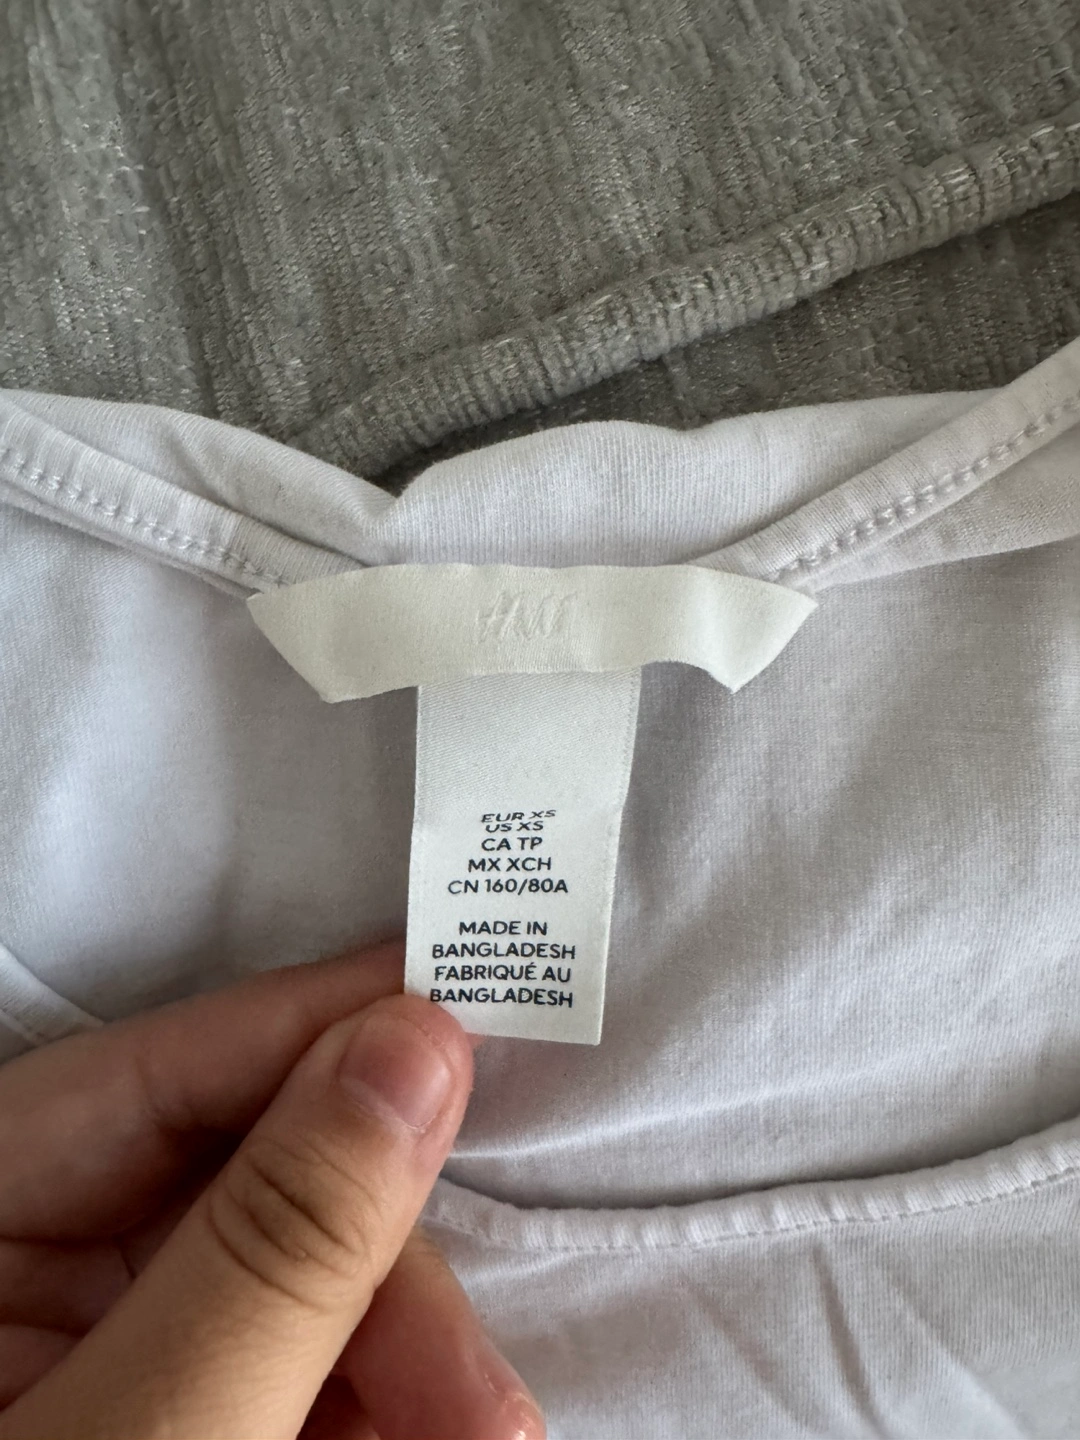 H&M
EUR XS
US XS
CA TP
MX XCH
CN 160/80A
MADE IN
BANGLADESH
FABRIQUÉ AU
BANGLADESH